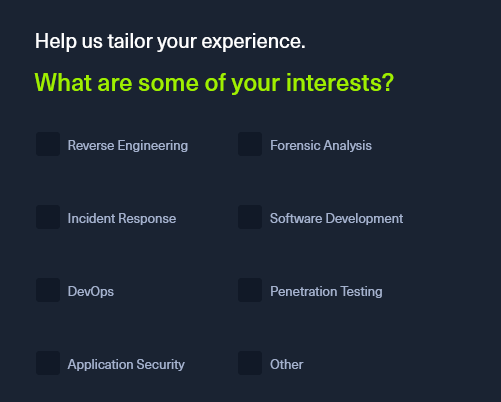 Help us tailor your experience.
What are some of your interests?
Reverse Engineering
Forensic Analysis
Incident Response
Software Development
DevOps
Penetration Testing
Application Security
Other